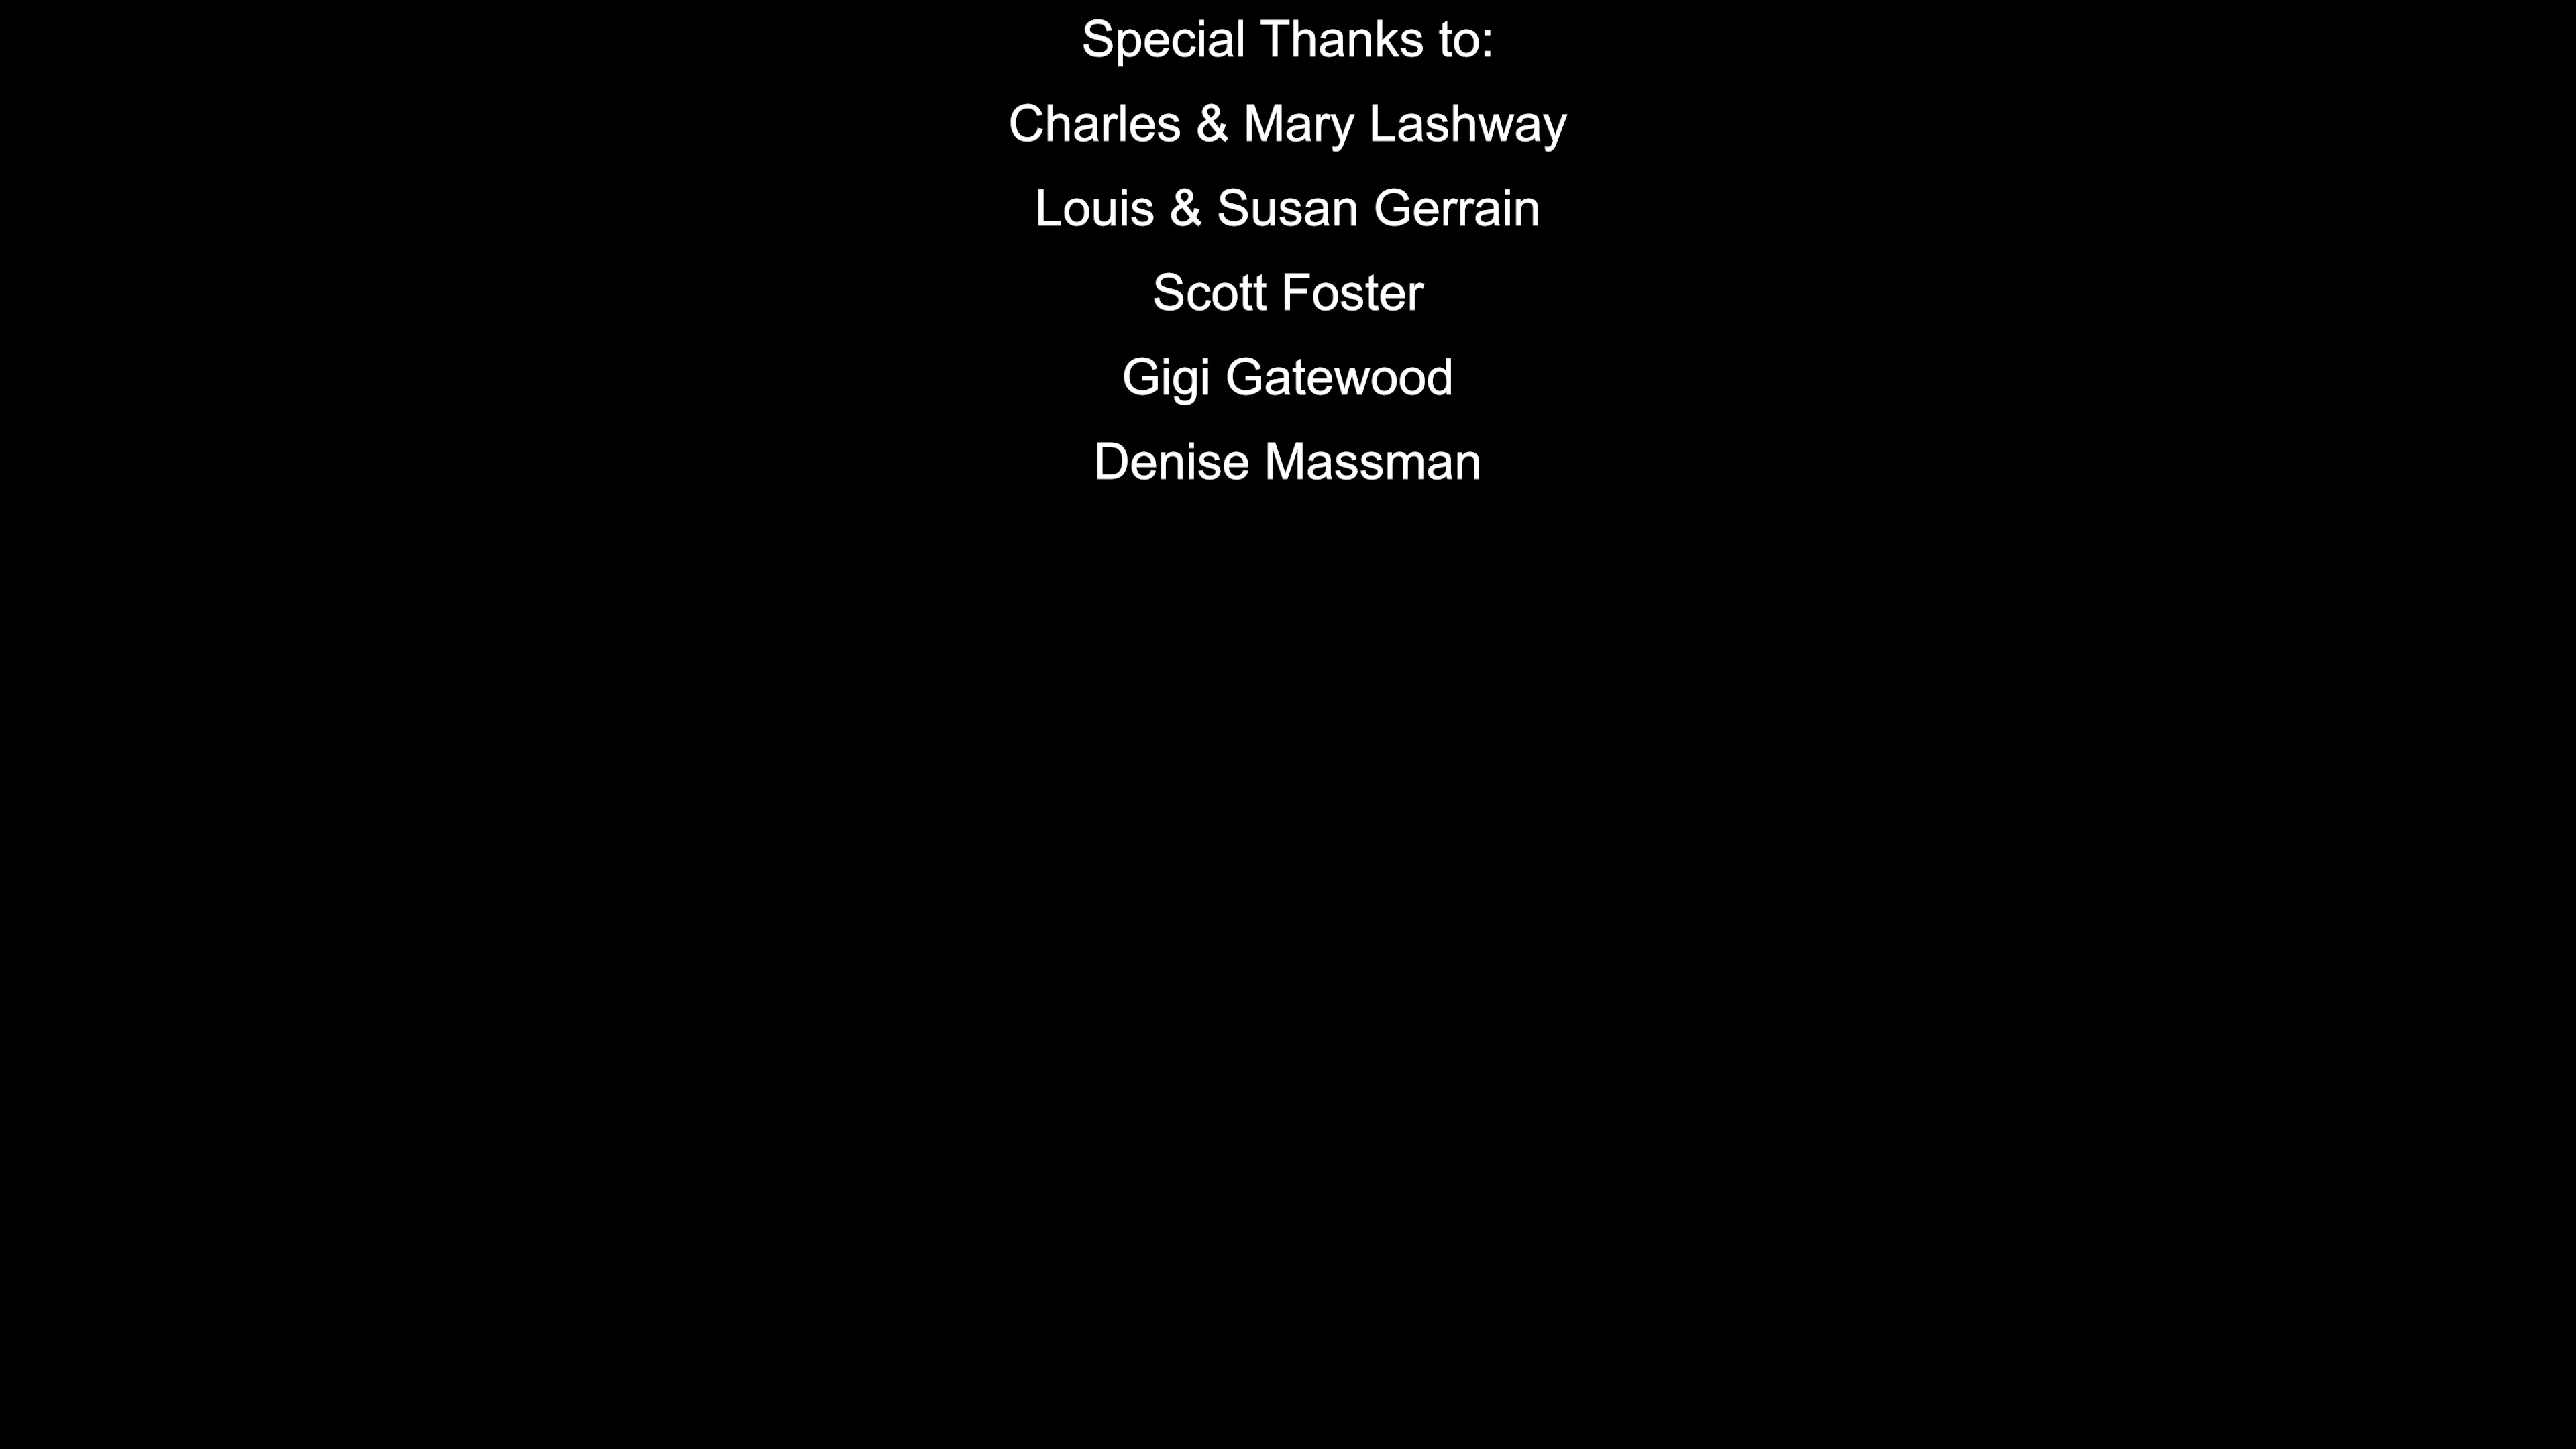 Special Thanks to:
Charles & Mary Lashway
Louis & Susan Gerrain
Scott Foster
Gigi Gatewood
Denise Massman